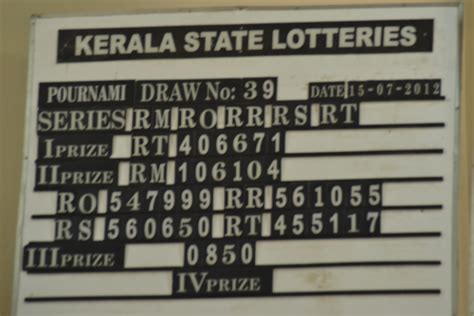 KERALA STATE LOTTERIES
POURNAMI DRAW No: 39 DATE 15-07-2012
SERIES RM RO RR RS RT
I PRIZE RT 406671
II PRIZE RM 106104
RO 547999 RR 561055
RS 560650 RT 455117
III PRIZE 0850
IV PRIZE